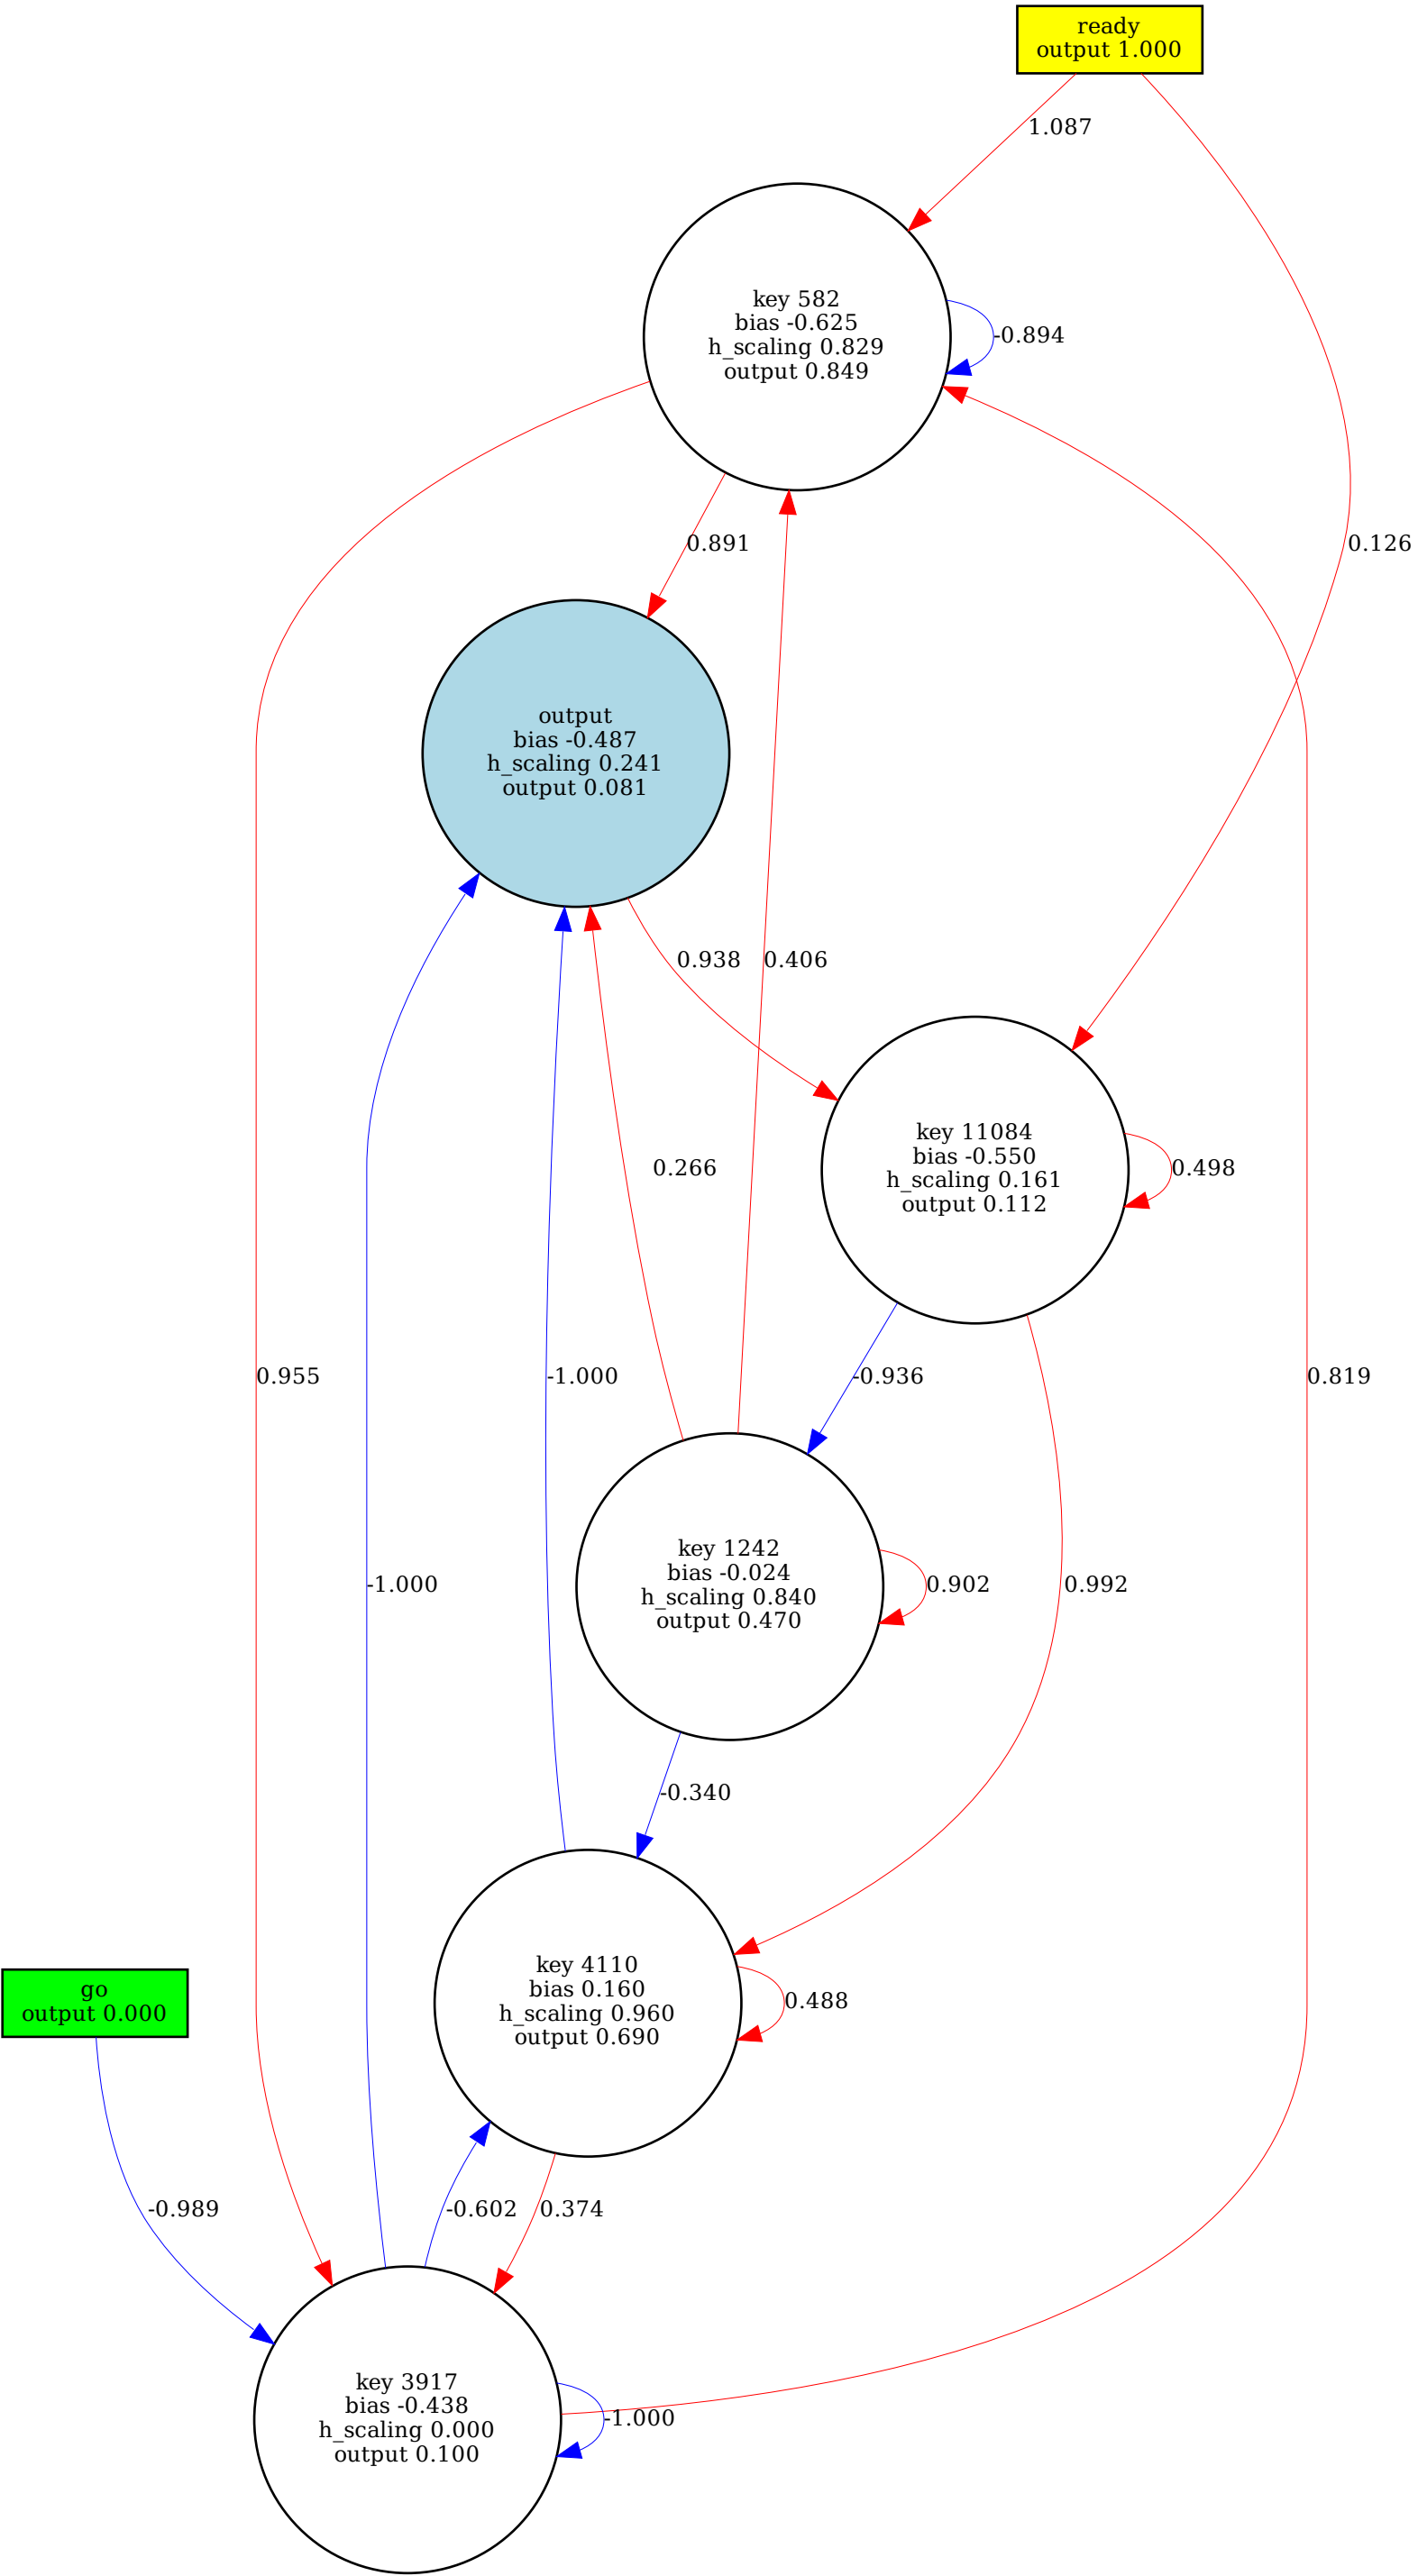 ready
output 1.000
1.087
key 582
bias -0.625
h_scaling 0.829
output 0.849
-0.894
0.891
0.126
output
bias -0.487
h_scaling 0.241
output 0.081
0.938
0.406
key 11084
bias -0.550
h_scaling 0.161
output 0.112
0.498
0.266
0.955
-1.000
-0.936
0.819
key 1242
bias -0.024
h_scaling 0.840
output 0.470
0.902
-1.000
0.992
-0.340
key 4110
bias 0.160
h_scaling 0.960
output 0.690
0.488
go
output 0.000
-0.989
-0.602
0.374
key 3917
bias -0.438
h_scaling 0.000
output 0.100
-1.000